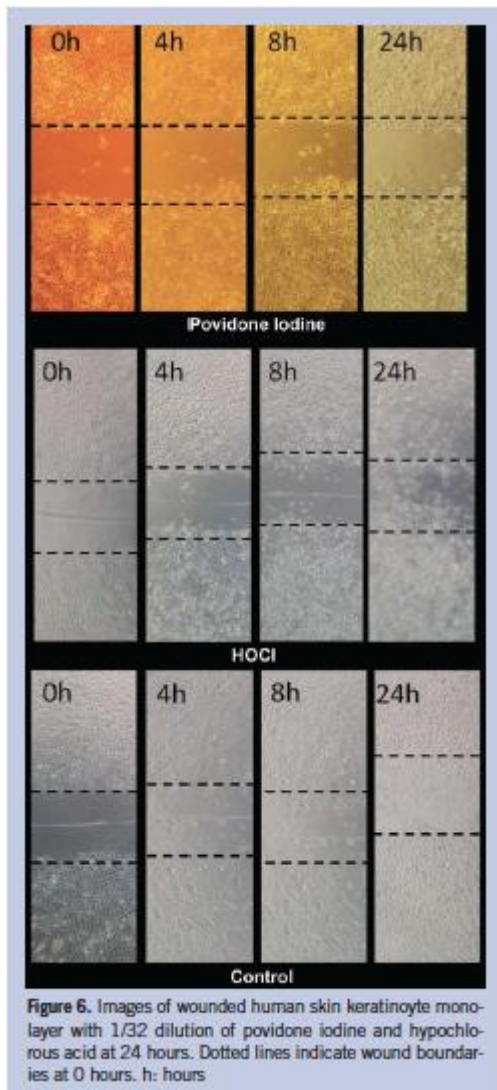 0h 4h 8h 24h
Povidone Iodine
0h 4h 8h 24h
HOCl
0h 4h 8h 24h
Control
Figure 6. Images of wounded human skin keratinoyte mono-
layer with 1/32 dilution of povidone iodine and hypochlo-
rous acid at 24 hours. Dotted lines indicate wound boundar-
ies at 0 hours. h: hours